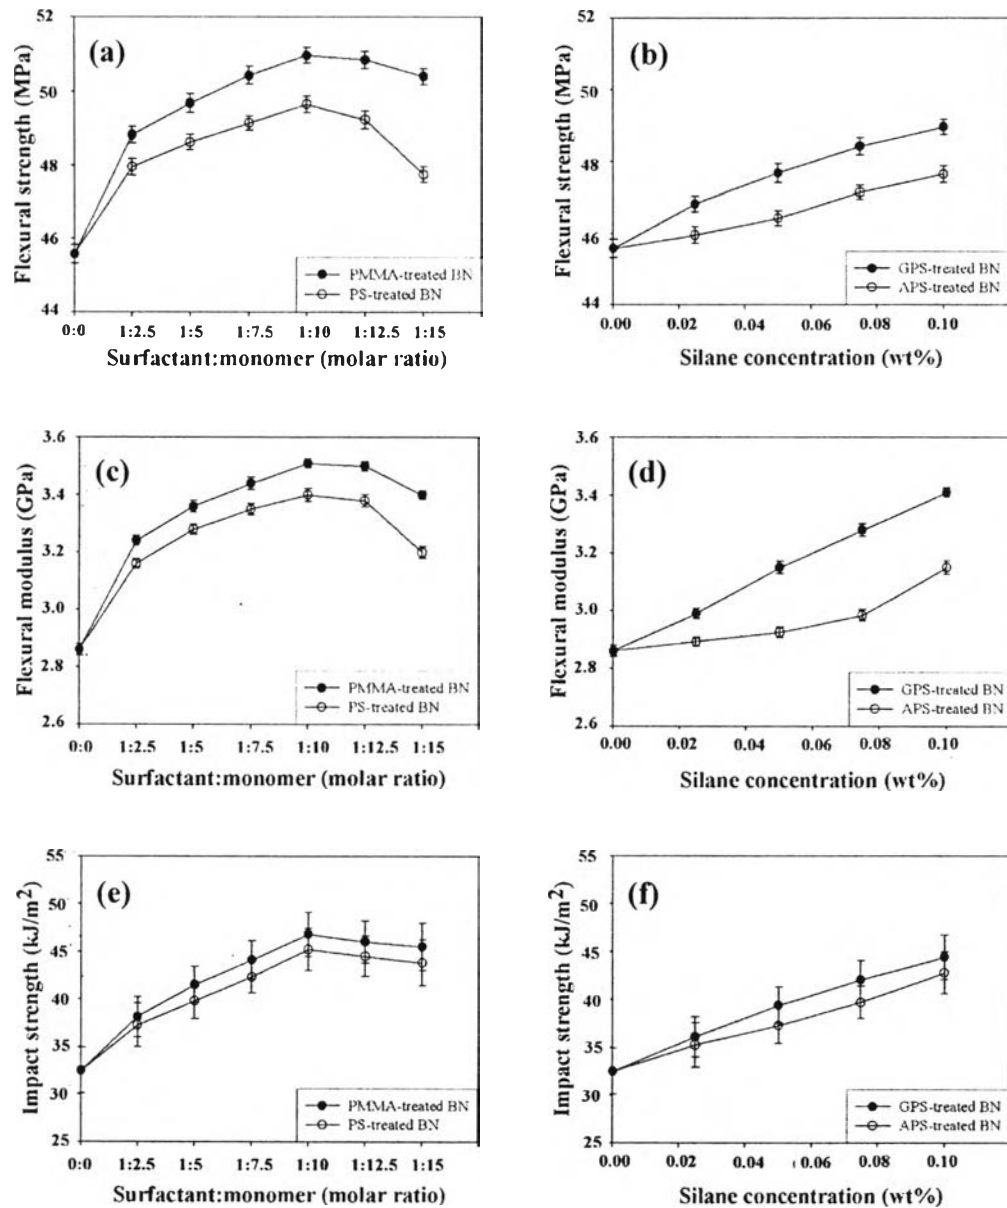 (a)
Flexural strength (MPa)
52
50
48
46
44
PMMA-treated BN
PS-treated BN
0:0 1:2.5 1:5 1:7.5 1:10 1:12.5 1:15
Surfactant:monomer (molar ratio)
(b)
Flexural strength (MPa)
52
50
48
46
44
GPS-treated BN
APS-treated BN
0.00 0.02 0.04 0.06 0.08 0.10
Silane concentration (wt%)
(c)
Flexural modulus (GPa)
3.6
3.4
3.2
3.0
2.8
2.6
PMMA-treated BN
PS-treated BN
0:0 1:2.5 1:5 1:7.5 1:10 1:12.5 1:15
Surfactant:monomer (molar ratio)
(d)
Flexural modulus (GPa)
3.6
3.4
3.2
3.0
2.8
2.6
GPS-treated BN
APS-treated BN
0.00 0.02 0.04 0.06 0.08 0.10
Silane concentration (wt%)
(e)
Impact strength (kJ/m²)
55
50
45
40
35
30
25
PMMA-treated BN
PS-treated BN
0:0 1:2.5 1:5 1:7.5 1:10 1:12.5 1:15
Surfactant:monomer (molar ratio)
(f)
Impact strength (kJ/m²)
55
50
45
40
35
30
25
GPS-treated BN
APS-treated BN
0.00 0.02 0.04 0.06 0.08 0.10
Silane concentration (wt%)